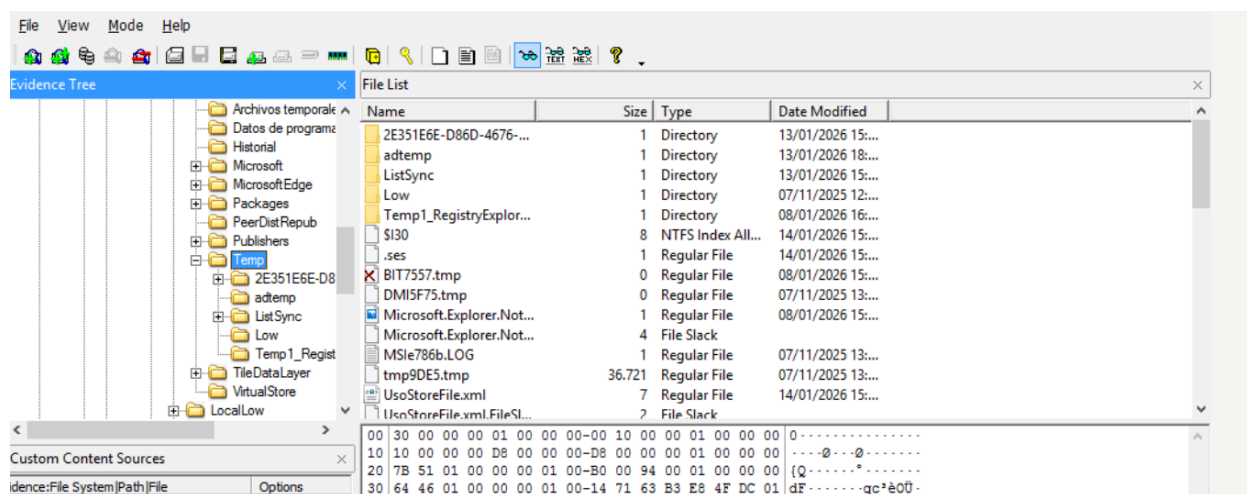 File View Mode Help
Evidence Tree
File List
Archivos temporale
Datos de programa
Historial
Microsoft
MicrosoftEdge
Packages
PeerDistRepub
Publishers
Temp
2E351E6E-D8
adtemp
ListSync
Low
Temp1_Regist
TileDataLayer
VirtualStore
LocalLow
Name Size Type Date Modified
2E351E6E-D86D-4676-... 1 Directory 13/01/2026 15:...
adtemp 1 Directory 13/01/2026 18:...
ListSync 1 Directory 13/01/2026 15:...
Low 1 Directory 07/11/2025 12:...
Temp1_RegistryExplor... 1 Directory 08/01/2026 16:...
$I30 8 NTFS Index All... 14/01/2026 15:...
.ses 1 Regular File 14/01/2026 15:...
BIT7557.tmp 0 Regular File 08/01/2026 15:...
DMI5F75.tmp 0 Regular File 07/11/2025 13:...
Microsoft.Explorer.Not... 1 Regular File 08/01/2026 15:...
Microsoft.Explorer.Not... 4 File Slack
MSIe786b.LOG 1 Regular File 07/11/2025 13:...
tmp9DE5.tmp 36.721 Regular File 07/11/2025 13:...
UsoStoreFile.xml 7 Regular File 14/01/2026 15:...
UsoStoreFile.xml.FileSl... 2 File Slack
Custom Content Sources
idence:File System|Path|File Options
00 30 00 00 00 01 00 00 00-00 10 00 00 01 00 00 00 0···············
10 10 00 00 00 D8 00 00 00-D8 00 00 00 01 00 00 00 ····Ø···Ø·······
20 7B 51 01 00 00 00 01 00-B0 00 94 00 01 00 00 00 {Q······°·······
30 64 46 01 00 00 00 01 00-14 71 63 B3 E8 4F DC 01 dF·······qc³èOÜ·